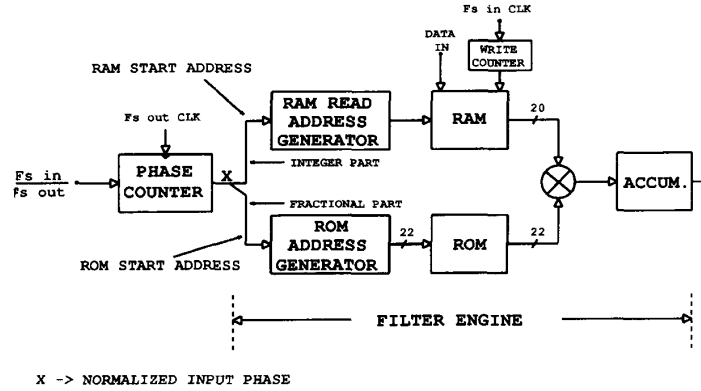 Fs in CLK
DATA
IN
WRITE
COUNTER
RAM START ADDRESS
RAM READ
ADDRESS
GENERATOR
RAM
20
Fs out CLK
INTEGER PART
PHASE
COUNTER
X
Fs in
Fs out
ACCUM.
FRACTIONAL PART
ROM
ADDRESS
GENERATOR
22
ROM
22
ROM START ADDRESS
FILTER ENGINE
X -> NORMALIZED INPUT PHASE